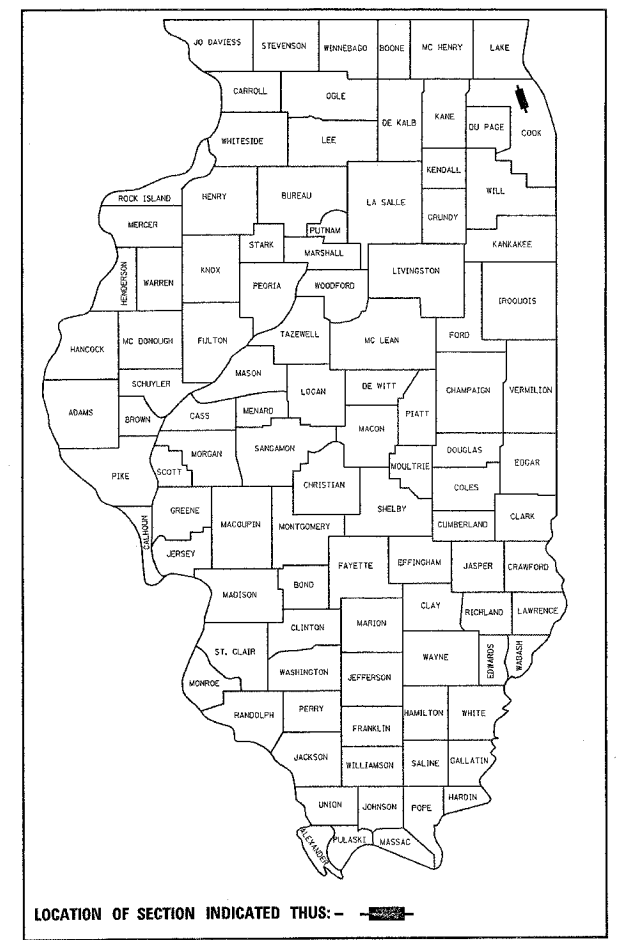 JO DAVIESS
STEVENSON
WINNEBAGO
BOONE
MC HENRY
LAKE
CARROLL
OGLE
DE KALB
KANE
DU PAGE
COOK
WHITESIDE
LEE
KENDALL
WILL
ROCK ISLAND
HENRY
BUREAU
LA SALLE
GRUNDY
MERCER
PUTNAM
STARK
MARSHALL
KANKAKEE
HENDERSON
WARREN
KNOX
PEORIA
WOODFORD
LIVINGSTON
IROQUOIS
HANCOCK
MC DONOUGH
FULTON
TAZEWELL
MC LEAN
FORD
MASON
SCHUYLER
LOGAN
DE WITT
CHAMPAIGN
VERMILION
ADAMS
BROWN
CASS
MENARD
PIATT
MACON
MORGAN
SANGAMON
DOUGLAS
EDGAR
SCOTT
MOULTRIE
PIKE
CHRISTIAN
COLES
SHELBY
GREENE
MACOUPIN
MONTGOMERY
CUMBERLAND
CLARK
CALHOUN
JERSEY
FAYETTE
EFFINGHAM
JASPER
CRAWFORD
MADISON
BOND
CLAY
RICHLAND
LAWRENCE
CLINTON
MARION
ST. CLAIR
WAYNE
EDWARDS
WABASH
WASHINGTON
JEFFERSON
MONROE
RANDOLPH
PERRY
HAMILTON
WHITE
FRANKLIN
JACKSON
WILLIAMSON
SALINE
GALLATIN
UNION
JOHNSON
POPE
HARDIN
ALEXANDER
PULASKI
MASSAC
LOCATION OF SECTION INDICATED THUS:-